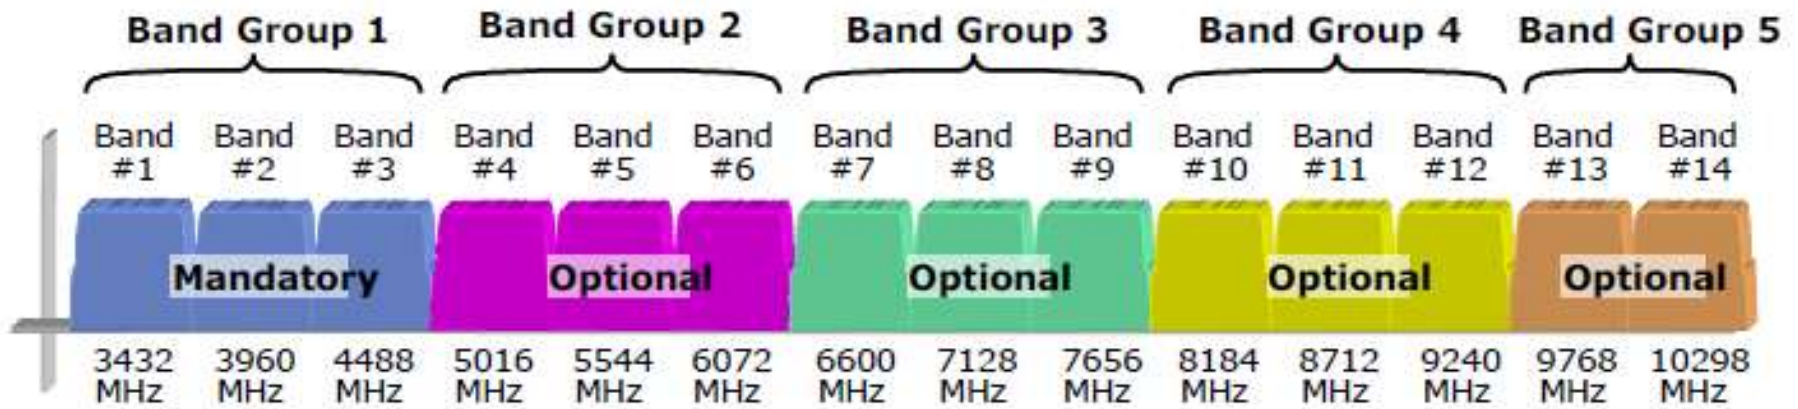 Band Group 1 Band Group 2 Band Group 3 Band Group 4 Band Group 5
Band Band Band Band Band Band Band Band Band Band Band Band Band Band
#1 #2 #3 #4 #5 #6 #7 #8 #9 #10 #11 #12 #13 #14
Mandatory Optional Optional Optional Optional
3432 3960 4488 5016 5544 6072 6600 7128 7656 8184 8712 9240 9768 10298
MHz MHz MHz MHz MHz MHz MHz MHz MHz MHz MHz MHz MHz MHz